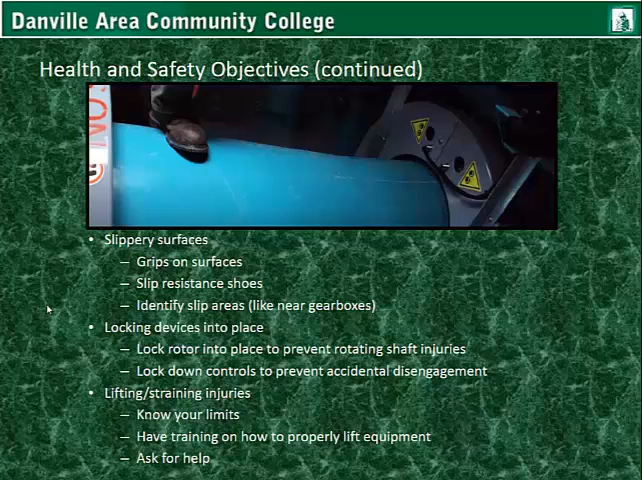 Danville Area Community College
Health and Safety Objectives (continued)
NO.
• Slippery surfaces
– Grips on surfaces
– Slip resistance shoes
– Identify slip areas (like near gearboxes)
• Locking devices into place
– Lock rotor into place to prevent rotating shaft injuries
– Lock down controls to prevent accidental disengagement
• Lifting/straining injuries
– Know your limits
– Have training on how to properly lift equipment
– Ask for help